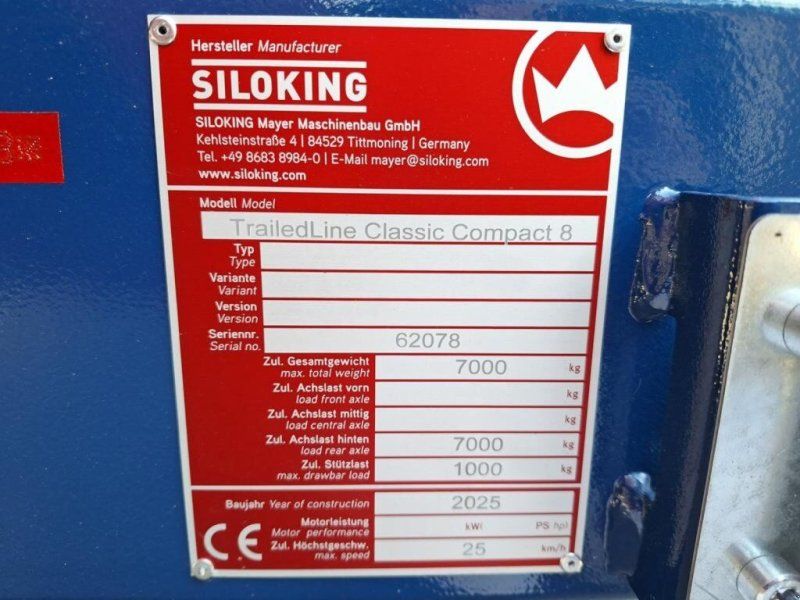 Hersteller Manufacturer
SILOKING
SILOKING Mayer Maschinenbau GmbH
Kehlsteinstraße 4 | 84529 Tittmoning | Germany
Tel. +49 8683 8984-0 | E-Mail mayer@siloking.com
www.siloking.com
Modell Model
TrailedLine Classic Compact 8
Typ
Type
Variante
Variant
Version
Version
Seriennr.
Serial no. 62078
Zul. Gesamtgewicht
max. total weight 7000 kg
Zul. Achslast vorn
load front axle kg
Zul. Achslast mittig
load central axle kg
Zul. Achslast hinten
load rear axle 7000 kg
Zul. Stützlast
max. drawbar load 1000 kg
Baujahr Year of construction 2025
Motorleistung
Motor performance kW( PS hp)
Zul. Höchstgeschw.
max. speed 25 km/h
CE